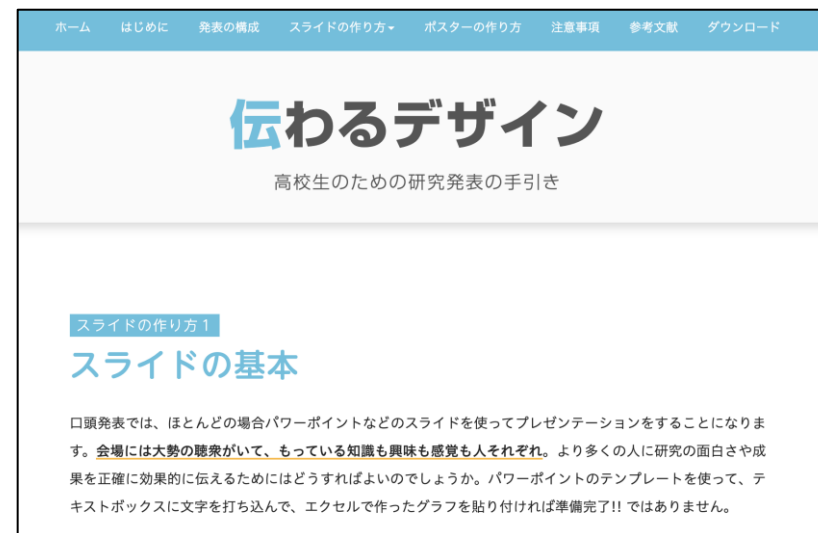 ホーム はじめに 発表の構成 スライドの作り方 ポスターの作り方 注意事項 参考文献 ダウンロード
伝わるデザイン
高校生のための研究発表の手引き
スライドの作り方1
スライドの基本
口頭発表では、ほとんどの場合パワーポイントなどのスライドを使ってプレゼンテーションをすることになりま
す。会場には大勢の聴衆がいて、もっている知識も興味も感覚も人それぞれ。より多くの人に研究の面白さや成
果を正確に効果的に伝えるためにはどうすればよいのでしょうか。パワーポイントのテンプレートを使って、テ
キストボックスに文字を打ち込んで、エクセルで作ったグラフを貼り付ければ準備完了!! ではありません。